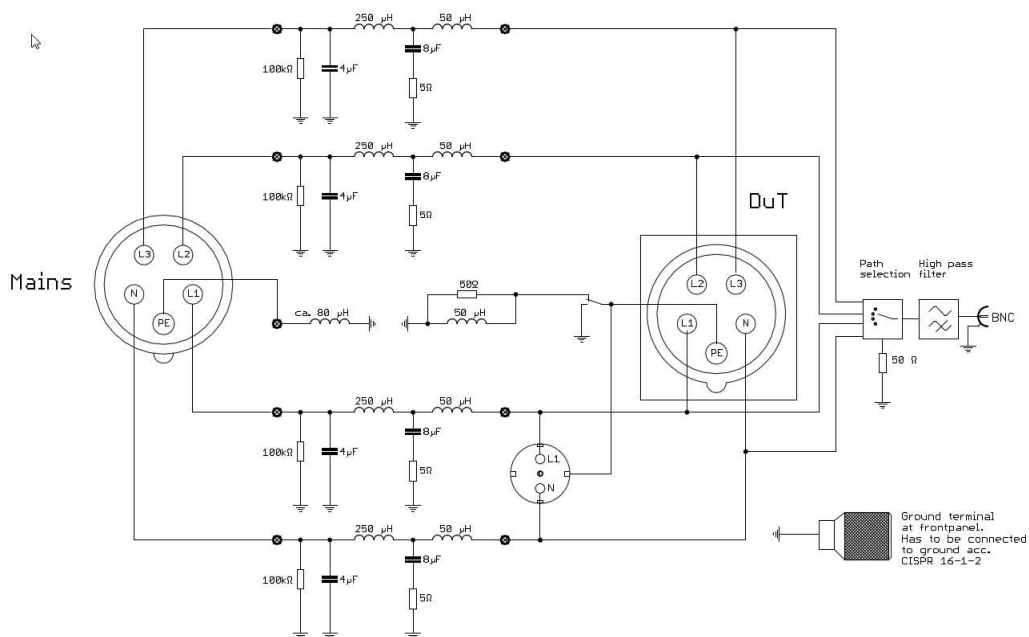 250 µH
50 µH
8µF
100kΩ
4µF
5Ω
250 µH
50 µH
8µF
100kΩ
4µF
5Ω
DuT
Mains
L3
L2
N
L1
PE
ca. 80 µH
50Ω
50 µH
L2
L3
L1
N
PE
Path
selection
High pass
filter
BNC
50 Ω
250 µH
50 µH
8µF
100kΩ
4µF
5Ω
L1
N
250 µH
50 µH
8µF
100kΩ
4µF
5Ω
Ground terminal
at frontpanel.
Has to be connected
to ground acc.
CISPR 16-1-2